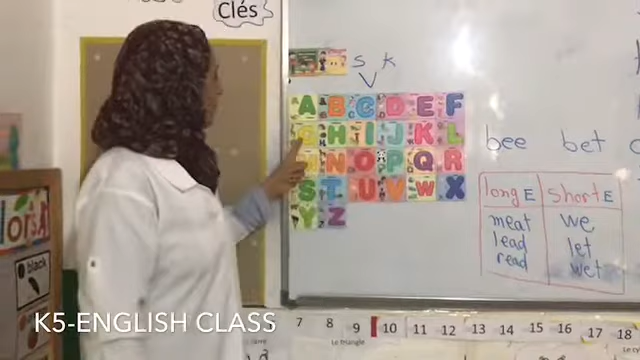 Clés
s k
A B C D E F
G H I J K L
M N O P Q R
S T U V W X
Y Z
bee bet
long E short E
meat we
lead let
read wet
black
K5-ENGLISH CLASS
7 8 9 10 11 12 13 14 15 16 17 18
Le triangle